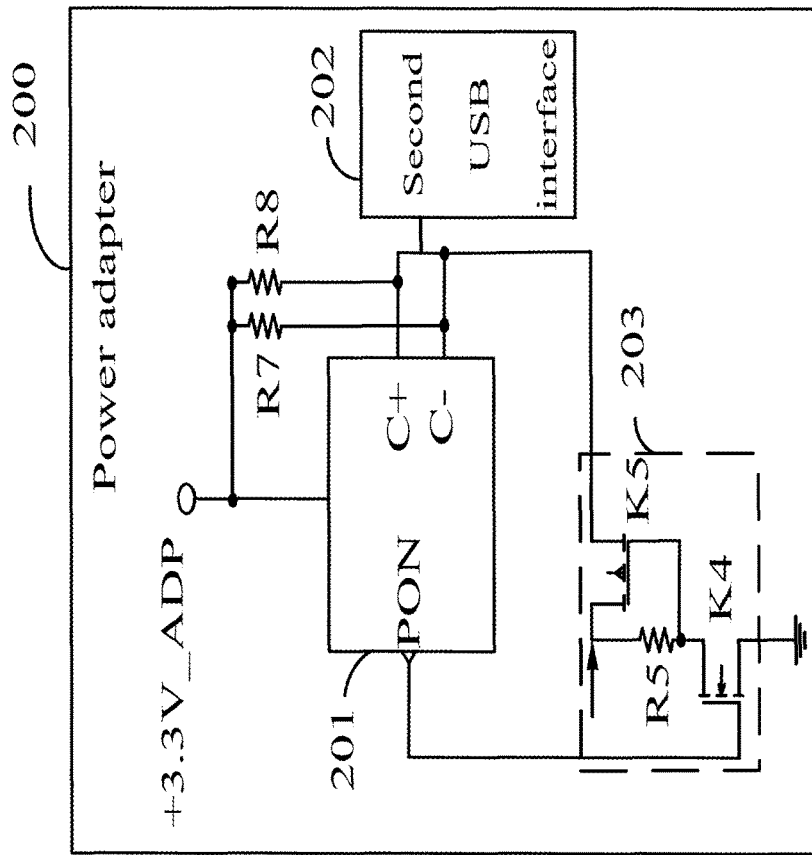 200
Power adapter
+3.3V_ADP
R7
R8
202
Second
USB
interface
201
PON
C+
C-
203
K5
R5
K4